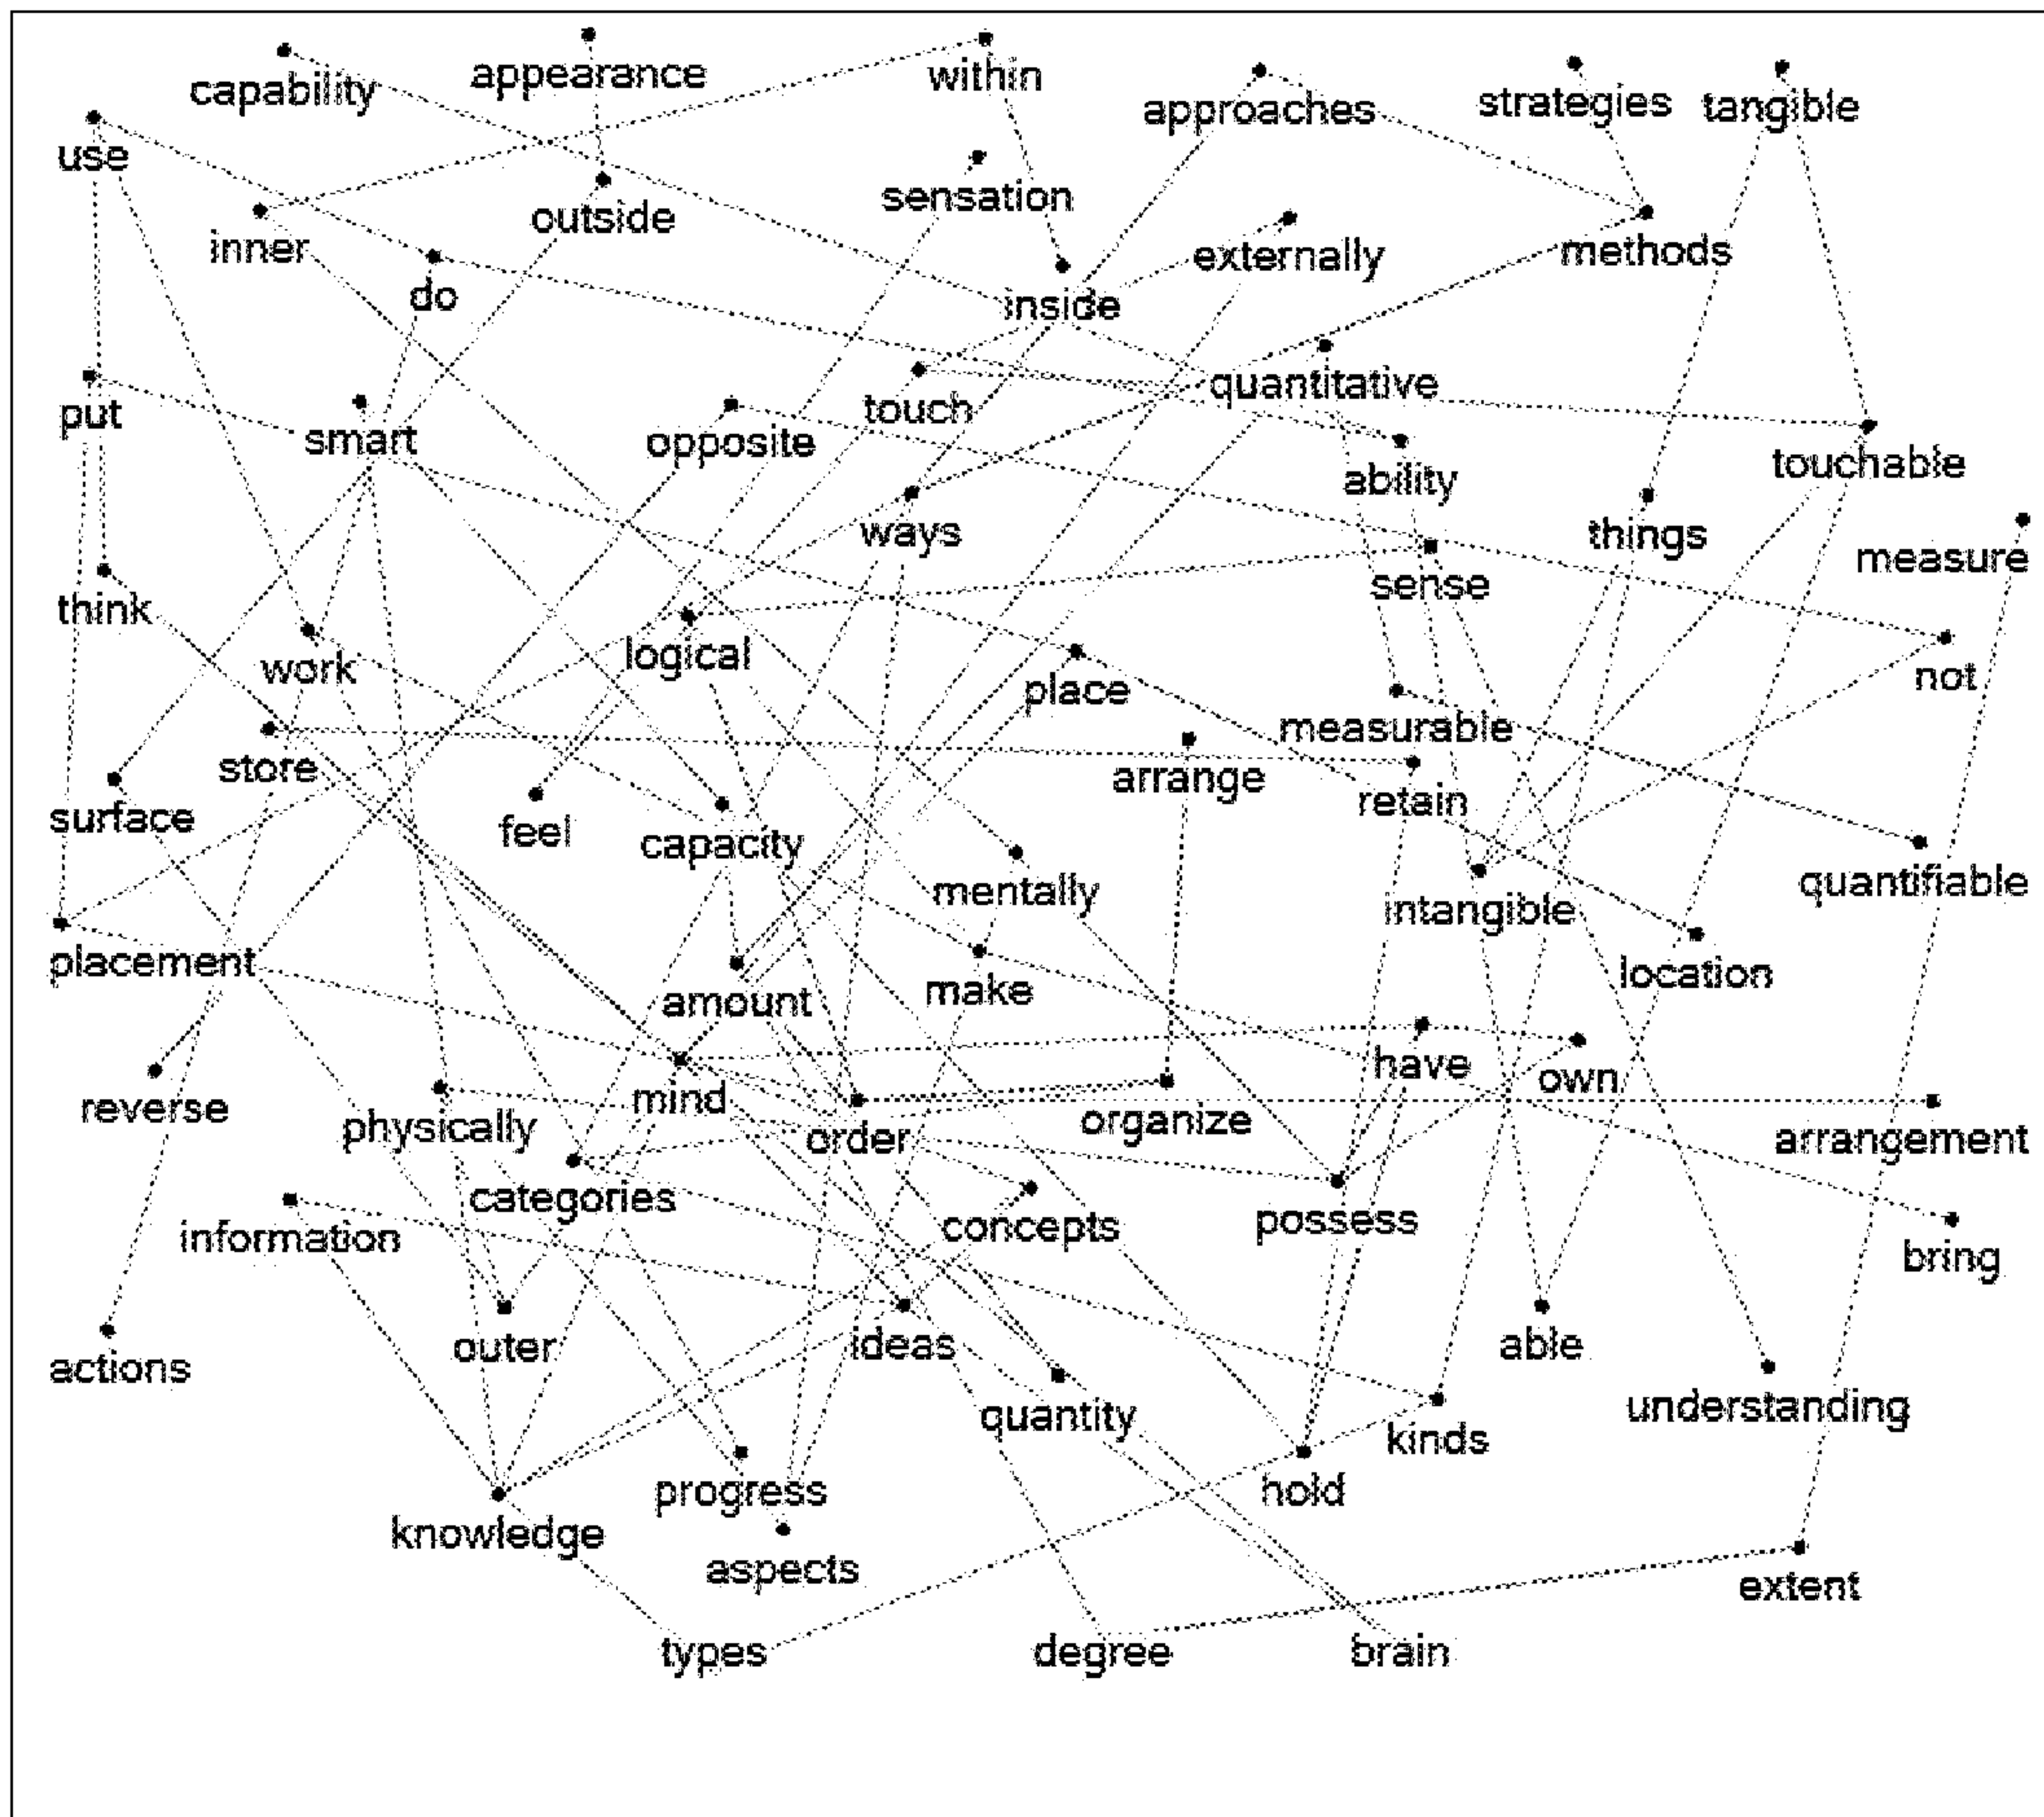 capability
appearance
within
approaches
strategies
tangible
use
inner
outside
sensation
externally
methods
do
inside
put
smart
opposite
touch
quantitative
ability
touchable
think
work
logical
ways
sense
things
measure
place
measurable
not
surface
store
feel
capacity
arrange
retain
mentally
intangible
quantifiable
placement
amount
make
location
reverse
physically
mind
order
organize
have
own
arrangement
information
categories
concepts
possess
bring
actions
outer
ideas
quantity
able
understanding
knowledge
progress
aspects
hold
kinds
extent
types
degree
brain